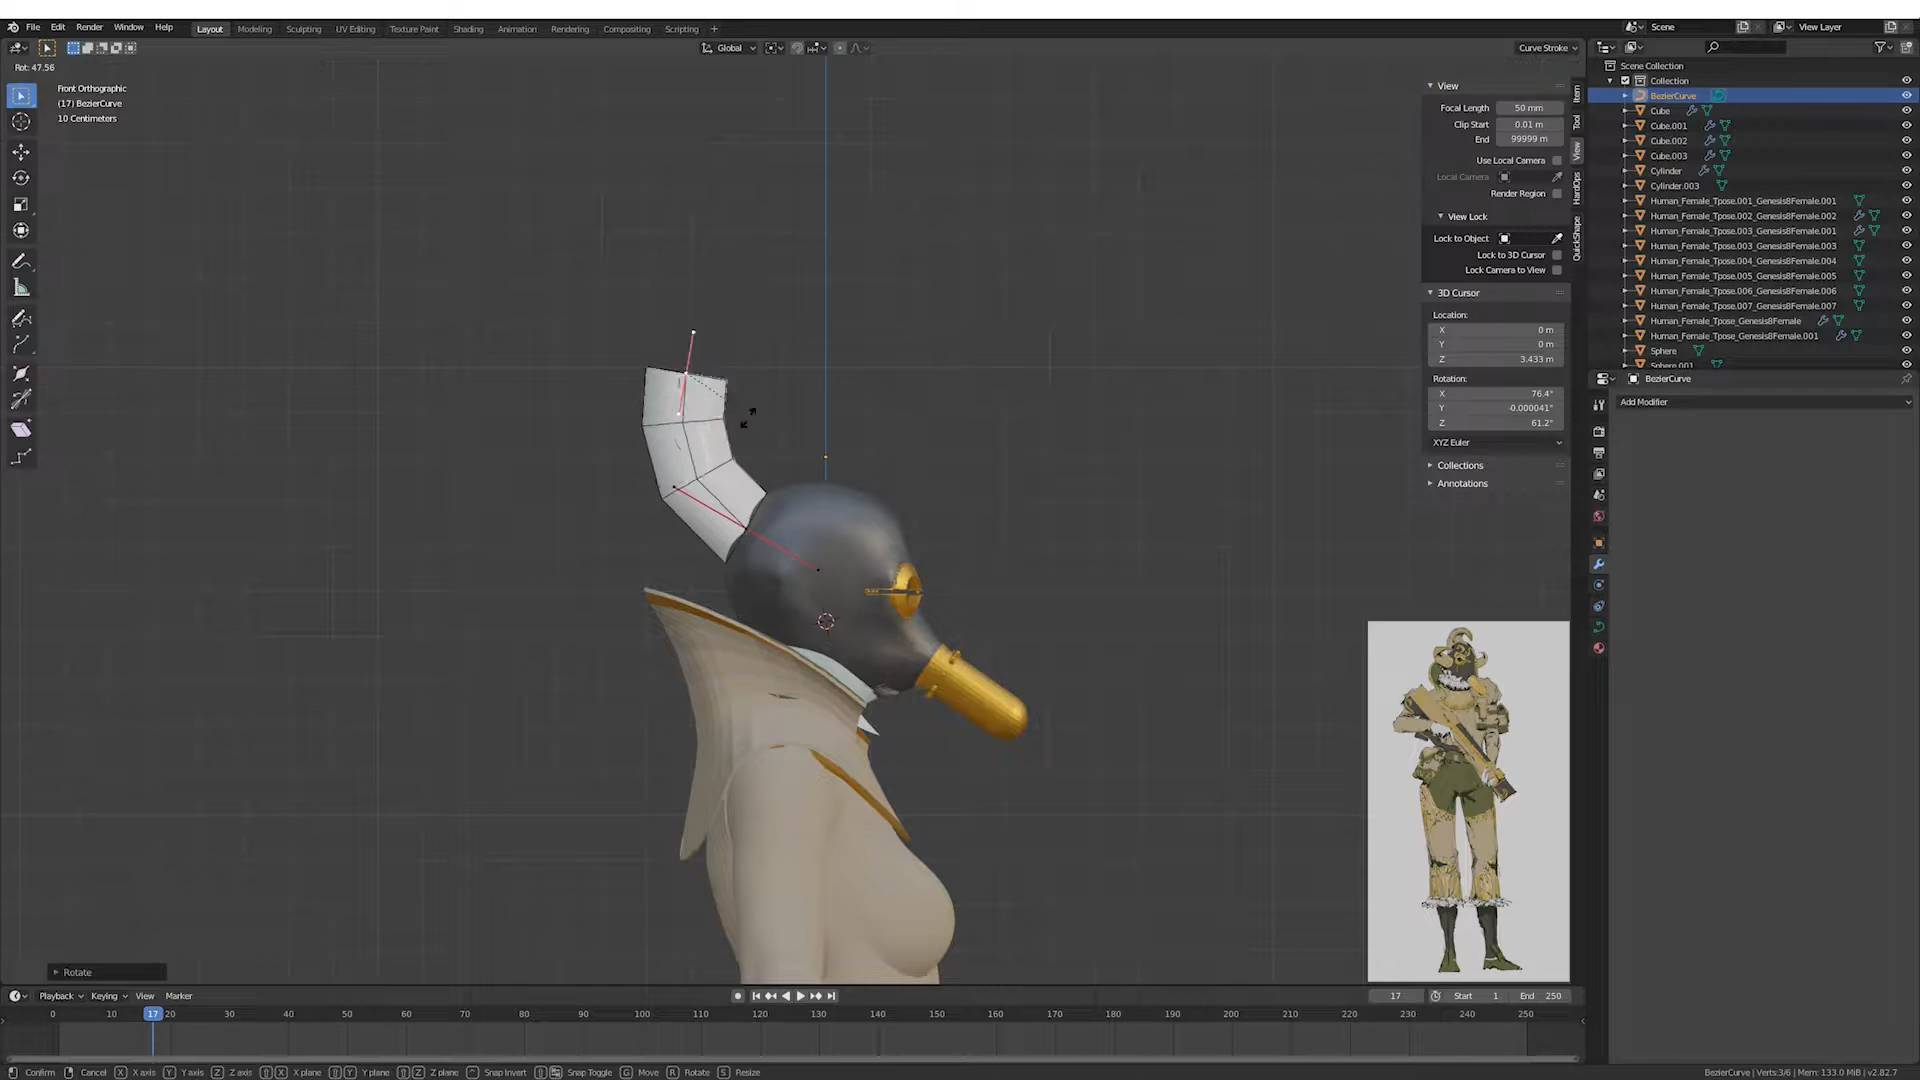 File Edit Render Window Help Layout Modeling Sculpting UV Editing Texture Paint Shading Animation Rendering Compositing Scripting + Scene View Layer
Global Curve Stroke
Rot: 47.56
Front Orthographic
(17) BezierCurve
10 Centimeters
View
Focal Length 50 mm
Clip Start 0.01 m
End 99999 m
Use Local Camera
Local Camera
Render Region
View Lock
Lock to Object
Lock to 3D Cursor
Lock Camera to View
3D Cursor
Location:
X 0 m
Y 0 m
Z 3.433 m
Rotation:
X 76.4°
Y -0.000041°
Z 61.2°
XYZ Euler
Collections
Annotations
Item
Tool
View
HardOps
QuickShape
Scene Collection
Collection
BezierCurve
Cube
Cube.001
Cube.002
Cube.003
Cylinder
Cylinder.003
Human_Female_Tpose.001_Genesis8Female.001
Human_Female_Tpose.002_Genesis8Female.002
Human_Female_Tpose.003_Genesis8Female.001
Human_Female_Tpose.003_Genesis8Female.003
Human_Female_Tpose.004_Genesis8Female.004
Human_Female_Tpose.005_Genesis8Female.005
Human_Female_Tpose.006_Genesis8Female.006
Human_Female_Tpose.007_Genesis8Female.007
Human_Female_Tpose_Genesis8Female
Human_Female_Tpose_Genesis8Female.001
Sphere
Sphere.001
BezierCurve
Add Modifier
Rotate
Playback Keying View Marker 17 Start 1 End 250
0 10 17 20 30 40 50 60 70 80 90 100 110 120 130 140 150 160 170 180 190 200 210 220 230 240 250
Confirm Cancel X X axis Y Y axis Z Z axis X X plane Y Y plane Z Z plane Snap Invert Snap Toggle G Move R Rotate S Resize BezierCurve | Verts:3/6 | Mem: 133.0 MiB | v2.82.7